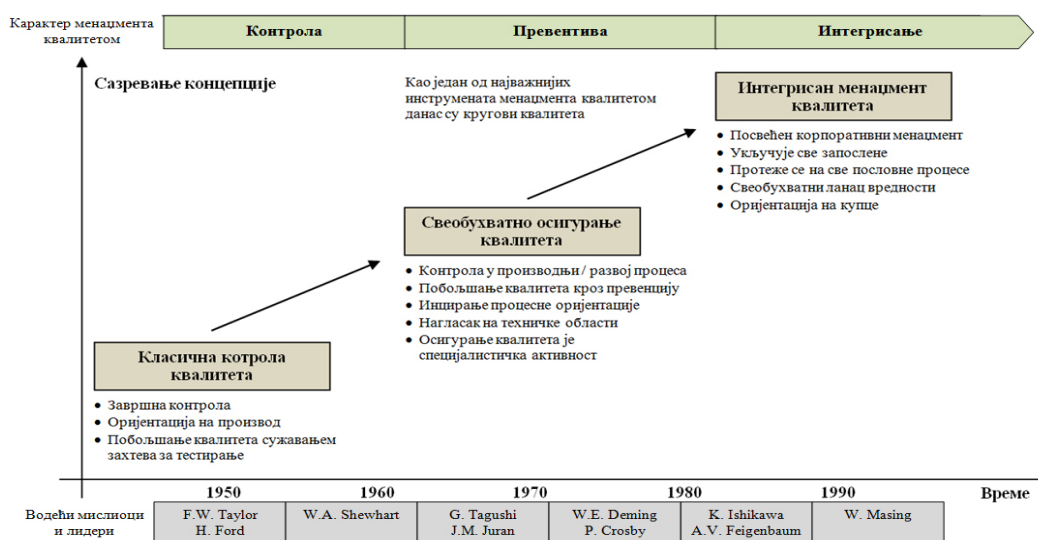 Карактер менаџмента
квалитетом
Контрола
Превентива
Интегрисање
Сазревање концепције
Као један од најважнијих
инструмената менаџмента квалитетом
данас су кругови квалитета
Интегрисан менаџмент
квалитета
• Посвећен корпоративни менаџмент
• Укључује све запослене
• Протеже се на све пословне процесе
• Свеобухватни ланац вредности
• Оријентација на купце
Свеобухватно осигурање
квалитета
• Контрола у производњи / развој процеса
• Побољшање квалитета кроз превенцију
• Инцирање процесне оријентације
• Нагласак на техничке области
• Осигурање квалитета је
специјалистичка активност
Класична котрола
квалитета
• Завршна контрола
• Оријентација на производ
• Побољшање квалитета сужавањем
захтева за тестирање
1950
1960
1970
1980
1990
Време
Водећи мислиоци
и лидери
F.W. Taylor
H. Ford
W.A. Shewhart
G. Tagushi
J.M. Juran
W.E. Deming
P. Crosby
K. Ishikawa
A.V. Feigenbaum
W. Masing